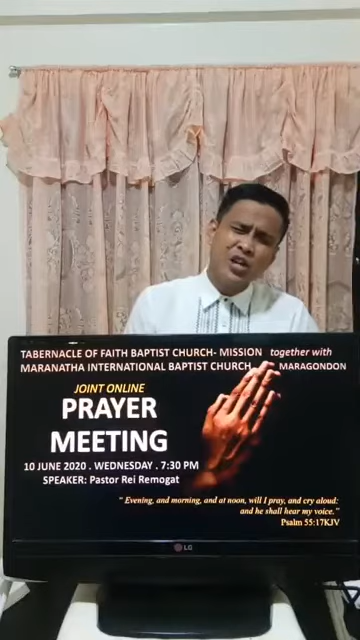 TABERNACLE OF FAITH BAPTIST CHURCH- MISSION together with
MARANATHA INTERNATIONAL BAPTIST CHURCH MARAGONDON
JOINT ONLINE
PRAYER
MEETING
10 JUNE 2020 . WEDNESDAY . 7:30 PM
SPEAKER: Pastor Rei Remogat
" Evening, and morning, and at noon, will I pray, and cry aloud:
and he shall hear my voice."
Psalm 55:17KJV
LG